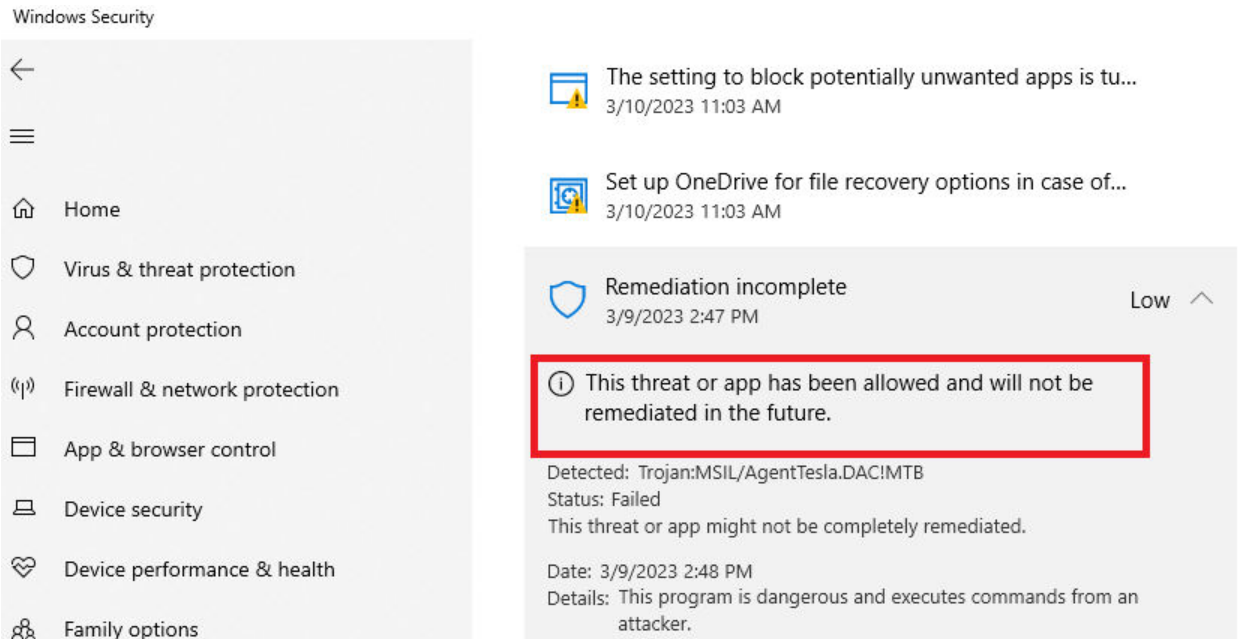 Windows Security
Home
Virus & threat protection
Account protection
Firewall & network protection
App & browser control
Device security
Device performance & health
Family options
The setting to block potentially unwanted apps is tu...
3/10/2023 11:03 AM
Set up OneDrive for file recovery options in case of...
3/10/2023 11:03 AM
Remediation incomplete
3/9/2023 2:47 PM
Low
This threat or app has been allowed and will not be
remediated in the future.
Detected: Trojan:MSIL/AgentTesla.DAC!MTB
Status: Failed
This threat or app might not be completely remediated.
Date: 3/9/2023 2:48 PM
Details: This program is dangerous and executes commands from an
attacker.